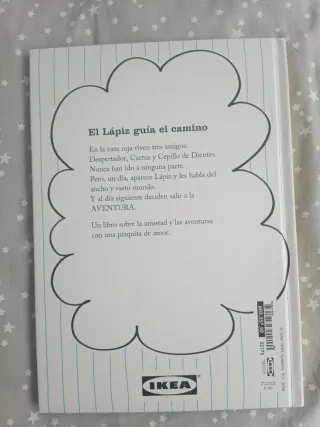 El Lápiz guía el camino
En la casa roja viven tres amigos:
Despertador, Cactus y Cepillo de Dientes.
Nunca han ido a ninguna parte.
Pero, un día, aparece Lápiz y les habla del
ancho y vasto mundo.
Y al día siguiente deciden salir a la
AVENTURA.
Un libro sobre la amistad y las aventuras
con una pizquita de amor.
IKEA